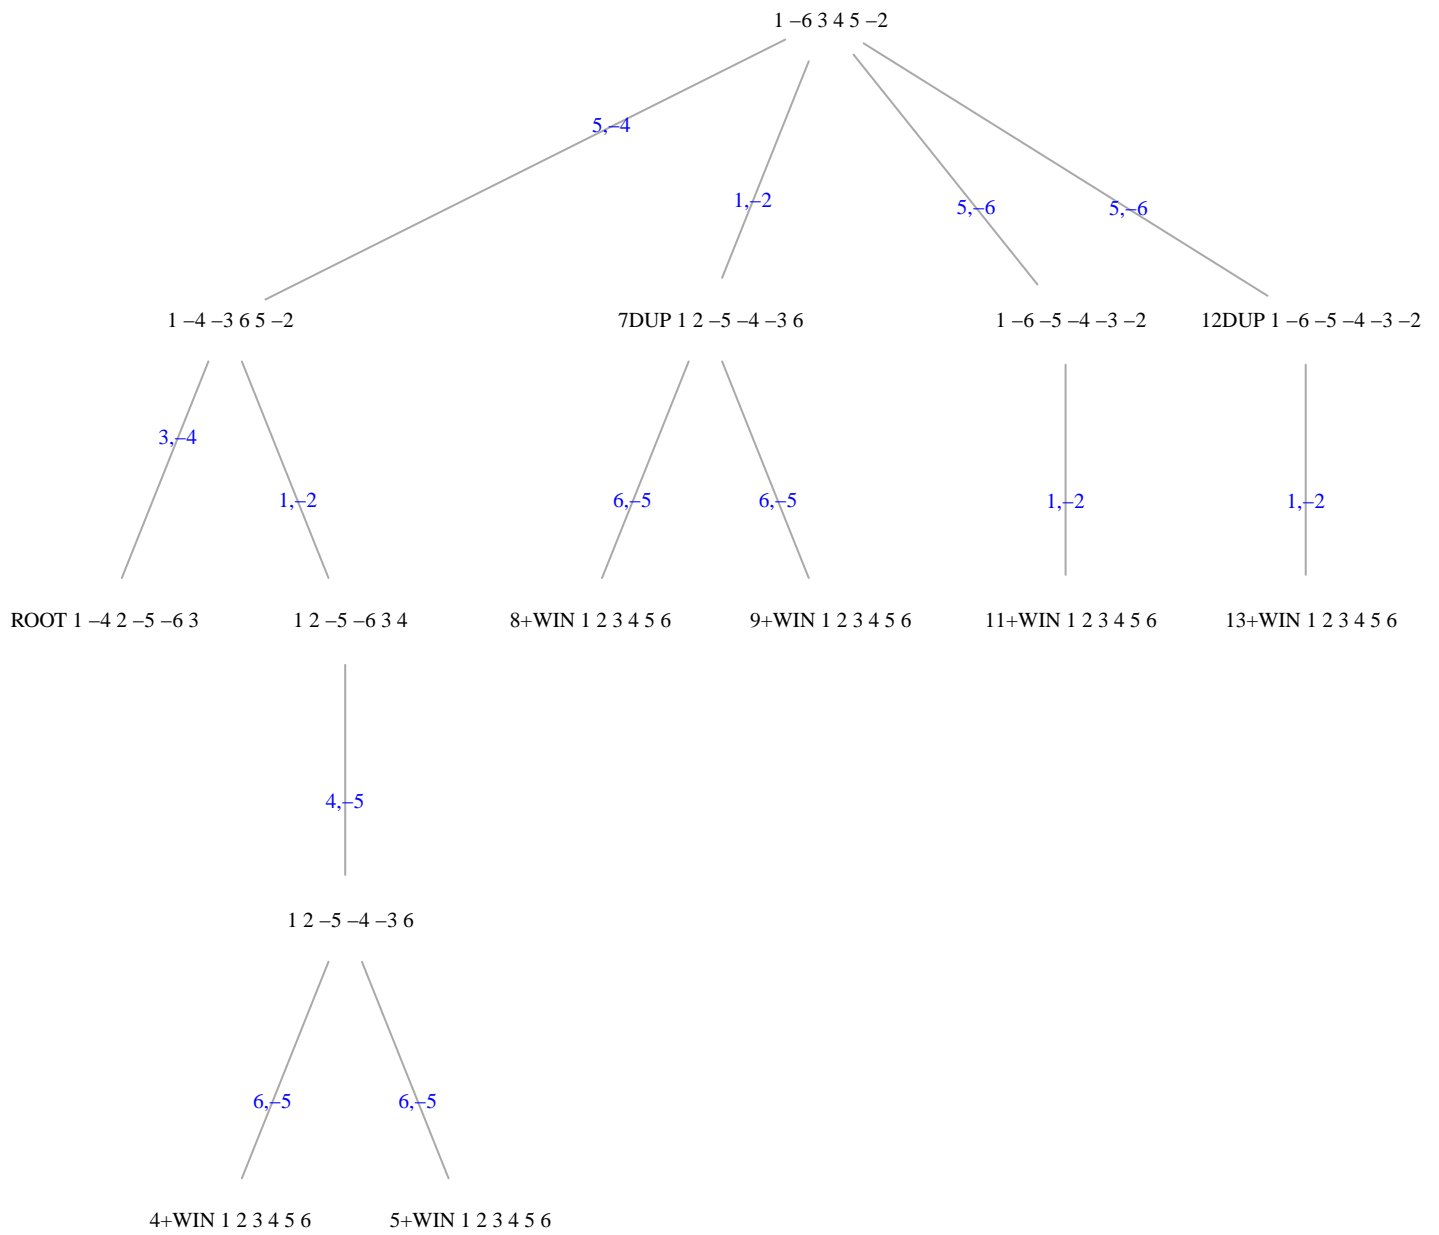 1 –6 3 4 5 –2
5,–4
1,–2
5,–6
5,–6
1 –4 –3 6 5 –2
7DUP 1 2 –5 –4 –3 6
1 –6 –5 –4 –3 –2
12DUP 1 –6 –5 –4 –3 –2
3,–4
1,–2
6,–5
6,–5
1,–2
1,–2
ROOT 1 –4 2 –5 –6 3
1 2 –5 –6 3 4
8+WIN 1 2 3 4 5 6
9+WIN 1 2 3 4 5 6
11+WIN 1 2 3 4 5 6
13+WIN 1 2 3 4 5 6
4,–5
1 2 –5 –4 –3 6
6,–5
6,–5
4+WIN 1 2 3 4 5 6
5+WIN 1 2 3 4 5 6